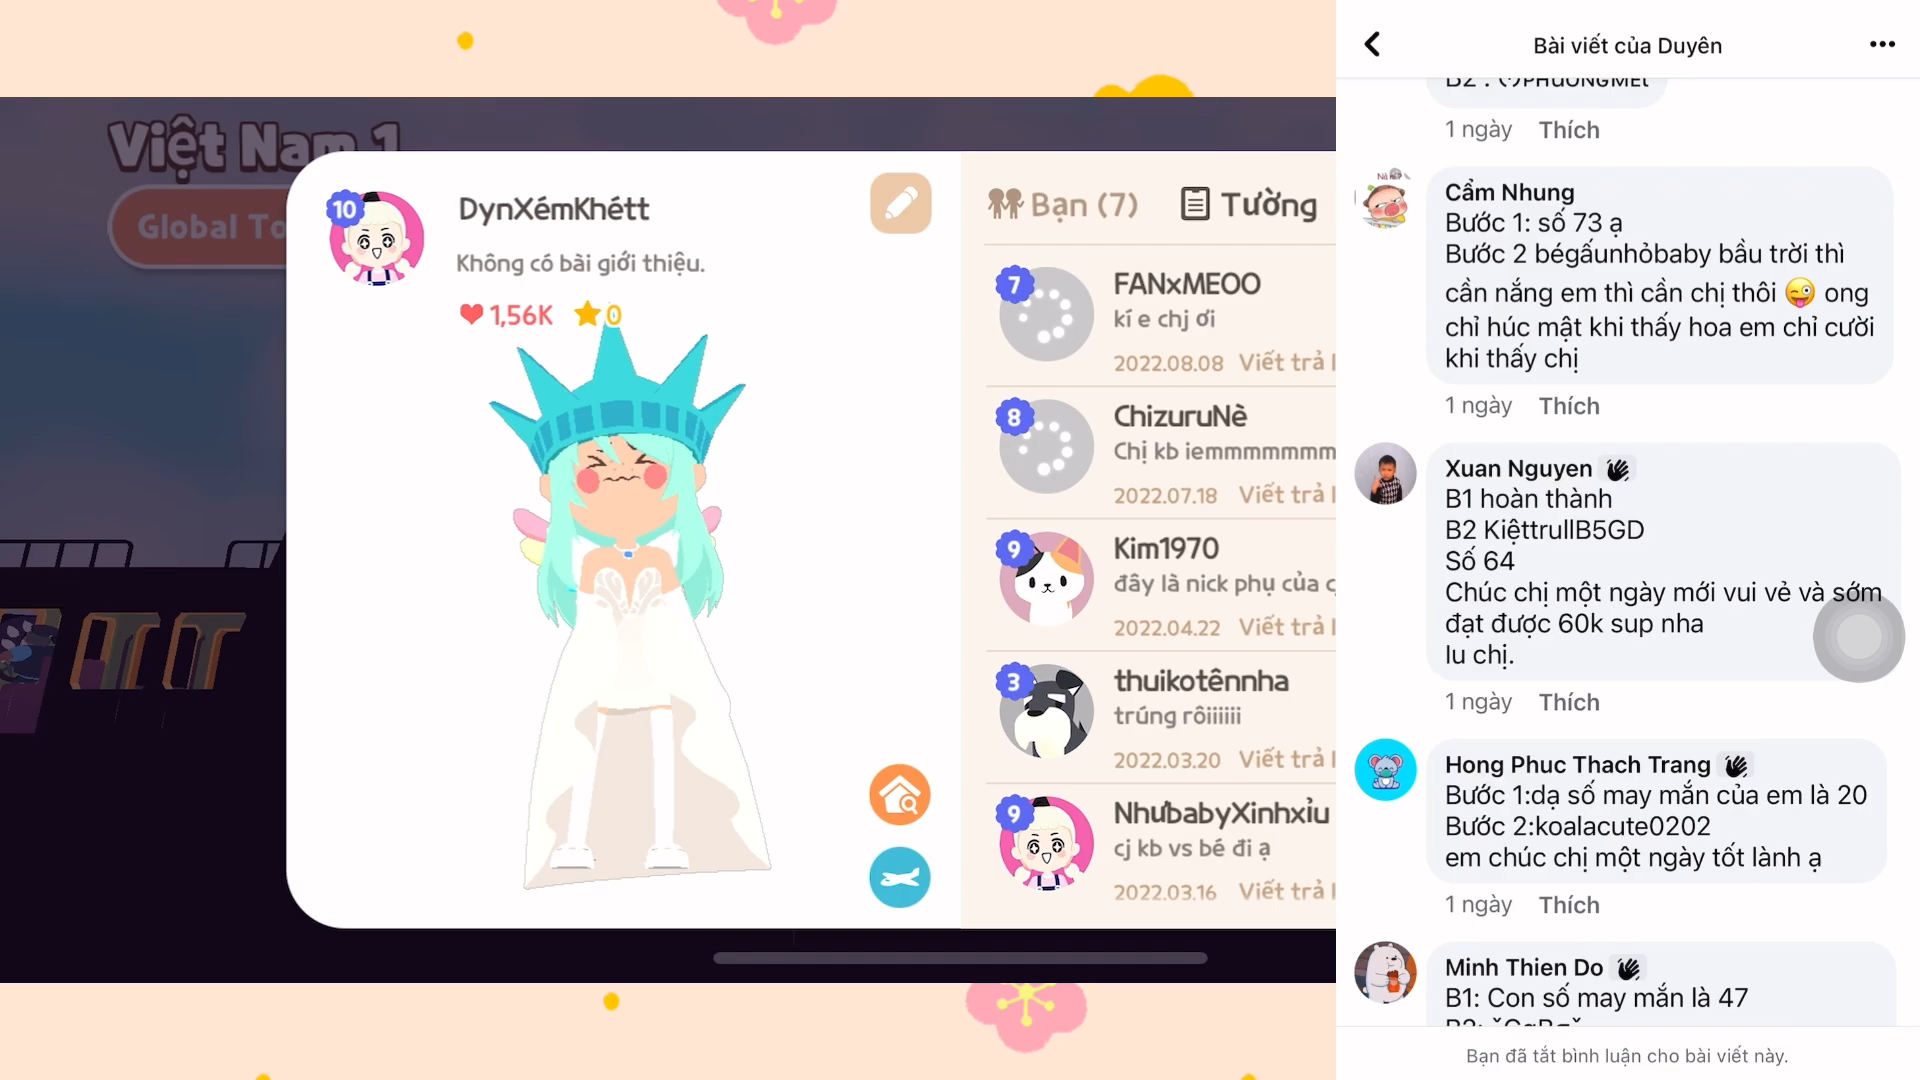 Việt Nam 1
Global To
10
DynXémKhétt
Không có bài giới thiệu.
1,56K
0
Bạn (7)
Tường
7
FANxMEOO
kí e chị ơi
2022.08.08 Viết trả l
8
ChizuruNè
Chị kb iemmmmmmm
2022.07.18 Viết trả l
9
Kim1970
đây là nick phụ của c
2022.04.22 Viết trả l
3
thuikotênnha
trúng rôiiiiii
2022.03.20 Viết trả l
9
NhưbabyXinhxỉu
cj kb vs bé đi ạ
2022.03.16 Viết trả l
Bài viết của Duyên
1 ngày Thích
Cẩm Nhung
Bước 1: số 73 ạ
Bước 2 bégấunhỏbaby bầu trời thì
cần nắng em thì cần chị thôi 😜 ong
chỉ húc mật khi thấy hoa em chỉ cười
khi thấy chị
1 ngày Thích
Xuan Nguyen
B1 hoàn thành
B2 KiệttrullB5GD
Số 64
Chúc chị một ngày mới vui vẻ và sớm
đạt được 60k sup nha
lu chị.
1 ngày Thích
Hong Phuc Thach Trang
Bước 1:dạ số may mắn của em là 20
Bước 2:koalacute0202
em chúc chị một ngày tốt lành ạ
1 ngày Thích
Minh Thien Do
B1: Con số may mắn là 47
Bạn đã tắt bình luận cho bài viết này.